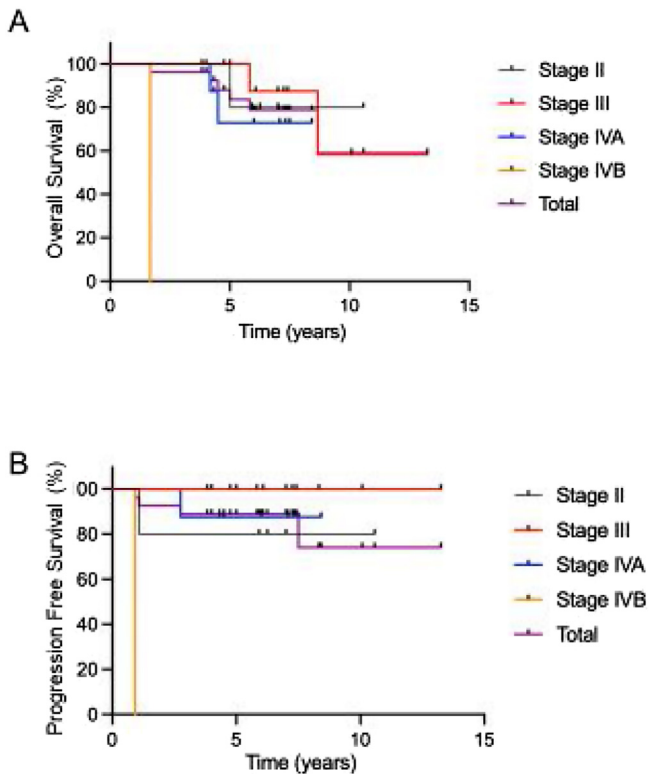 A
Overall Survival (%)
100
80
60
40
20
0
0 5 10 15
Time (years)
Stage II
Stage III
Stage IVA
Stage IVB
Total
B
Progression Free Survival (%)
00
80
60
40
20
0
0 5 10 15
Time (years)
Stage II
Stage III
Stage IVA
Stage IVB
Total